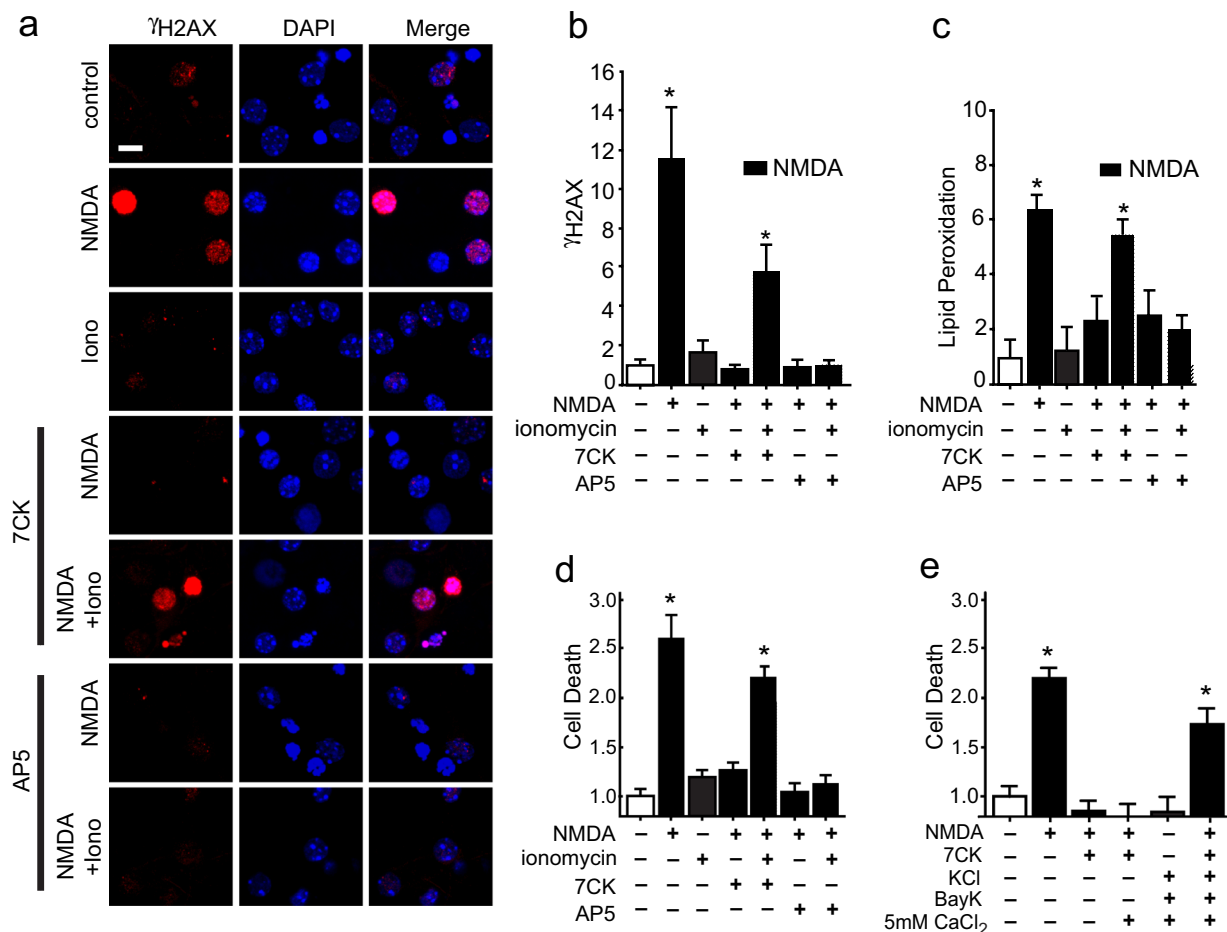 a
γH2AX DAPI Merge
control
NMDA
Iono
7CK
NMDA
NMDA
+Iono
AP5
NMDA
NMDA
+Iono
b
γH2AX
16
14
12
10
8
6
4
2
0
* *
NMDA
NMDA – + – + + + +
ionomycin – – + – + – +
7CK – – – + + – –
AP5 – – – – – + +
c
Lipid Peroxidation
10
8
6
4
2
0
* *
NMDA
NMDA – + – + + + +
ionomycin – – + – + – +
7CK – – – + + – –
AP5 – – – – – + +
d
Cell Death
3.0
2.5
2.0
1.5
1.0
* *
NMDA – + – + + + +
ionomycin – – + – + – +
7CK – – – + + – –
AP5 – – – – – + +
e
Cell Death
3.0
2.5
2.0
1.5
1.0
* *
NMDA – + + + – +
7CK – – + + – +
KCl – – – – + +
BayK – – – – + +
5mM CaCl₂ – – – + + +